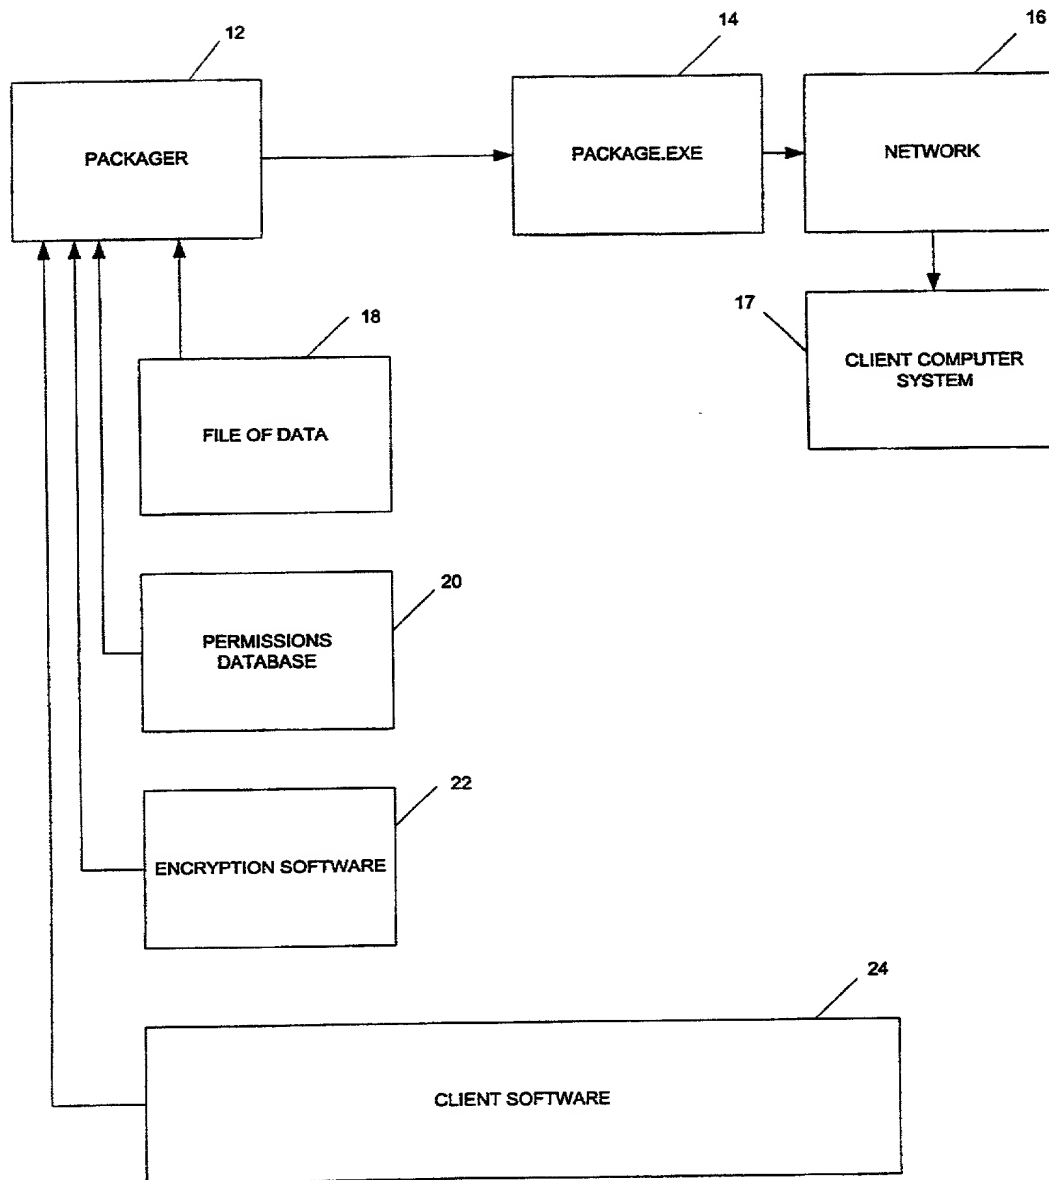 12
14
16
PACKAGER
PACKAGE.EXE
NETWORK
18
17
CLIENT COMPUTER
SYSTEM
FILE OF DATA
20
PERMISSIONS
DATABASE
22
ENCRYPTION SOFTWARE
24
CLIENT SOFTWARE